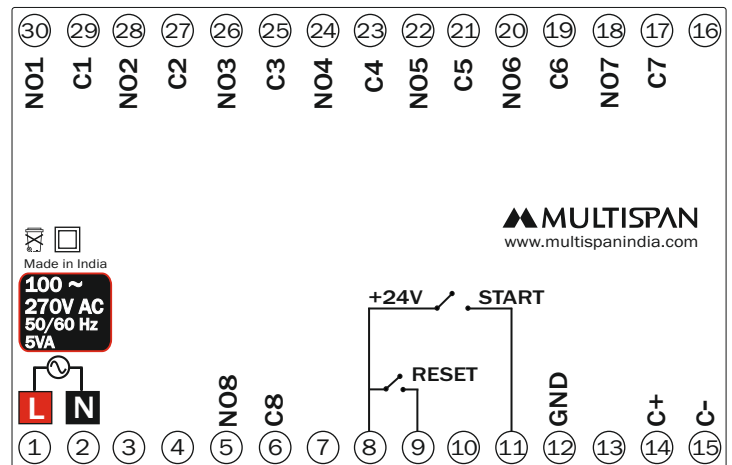 30 29 28 27 26 25 24 23 22 21 20 19 18 17 16
NO1 C1 NO2 C2 NO3 C3 NO4 C4 NO5 C5 NO6 C6 NO7 C7
MULTISPAN
www.multispanindia.com
Made in India
100 ~
270V AC
50/60 Hz
5VA
+24V START
RESET
L N NO8 C8 GND C+ C-
1 2 3 4 5 6 7 8 9 10 11 12 13 14 15